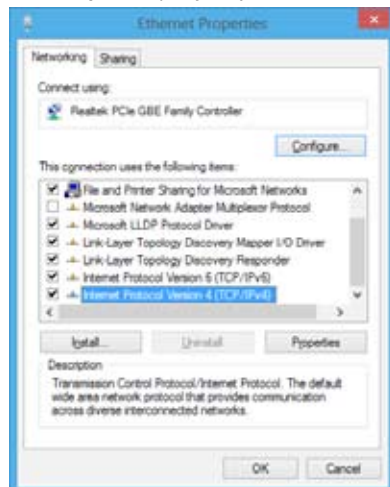 Ethernet Properties
Networking Sharing
Connect using:
Realtek PCIe GBE Family Controller
Configure...
This connection uses the following items:
File and Printer Sharing for Microsoft Networks
Microsoft Network Adapter Multiplexor Protocol
Microsoft LLDP Protocol Driver
Link-Layer Topology Discovery Mapper I/O Driver
Link-Layer Topology Discovery Responder
Internet Protocol Version 6 (TCP/IPv6)
Internet Protocol Version 4 (TCP/IPv4)
Install... Uninstall Properties
Description
Transmission Control Protocol/Internet Protocol. The default
wide area network protocol that provides communication
across diverse interconnected networks.
OK Cancel